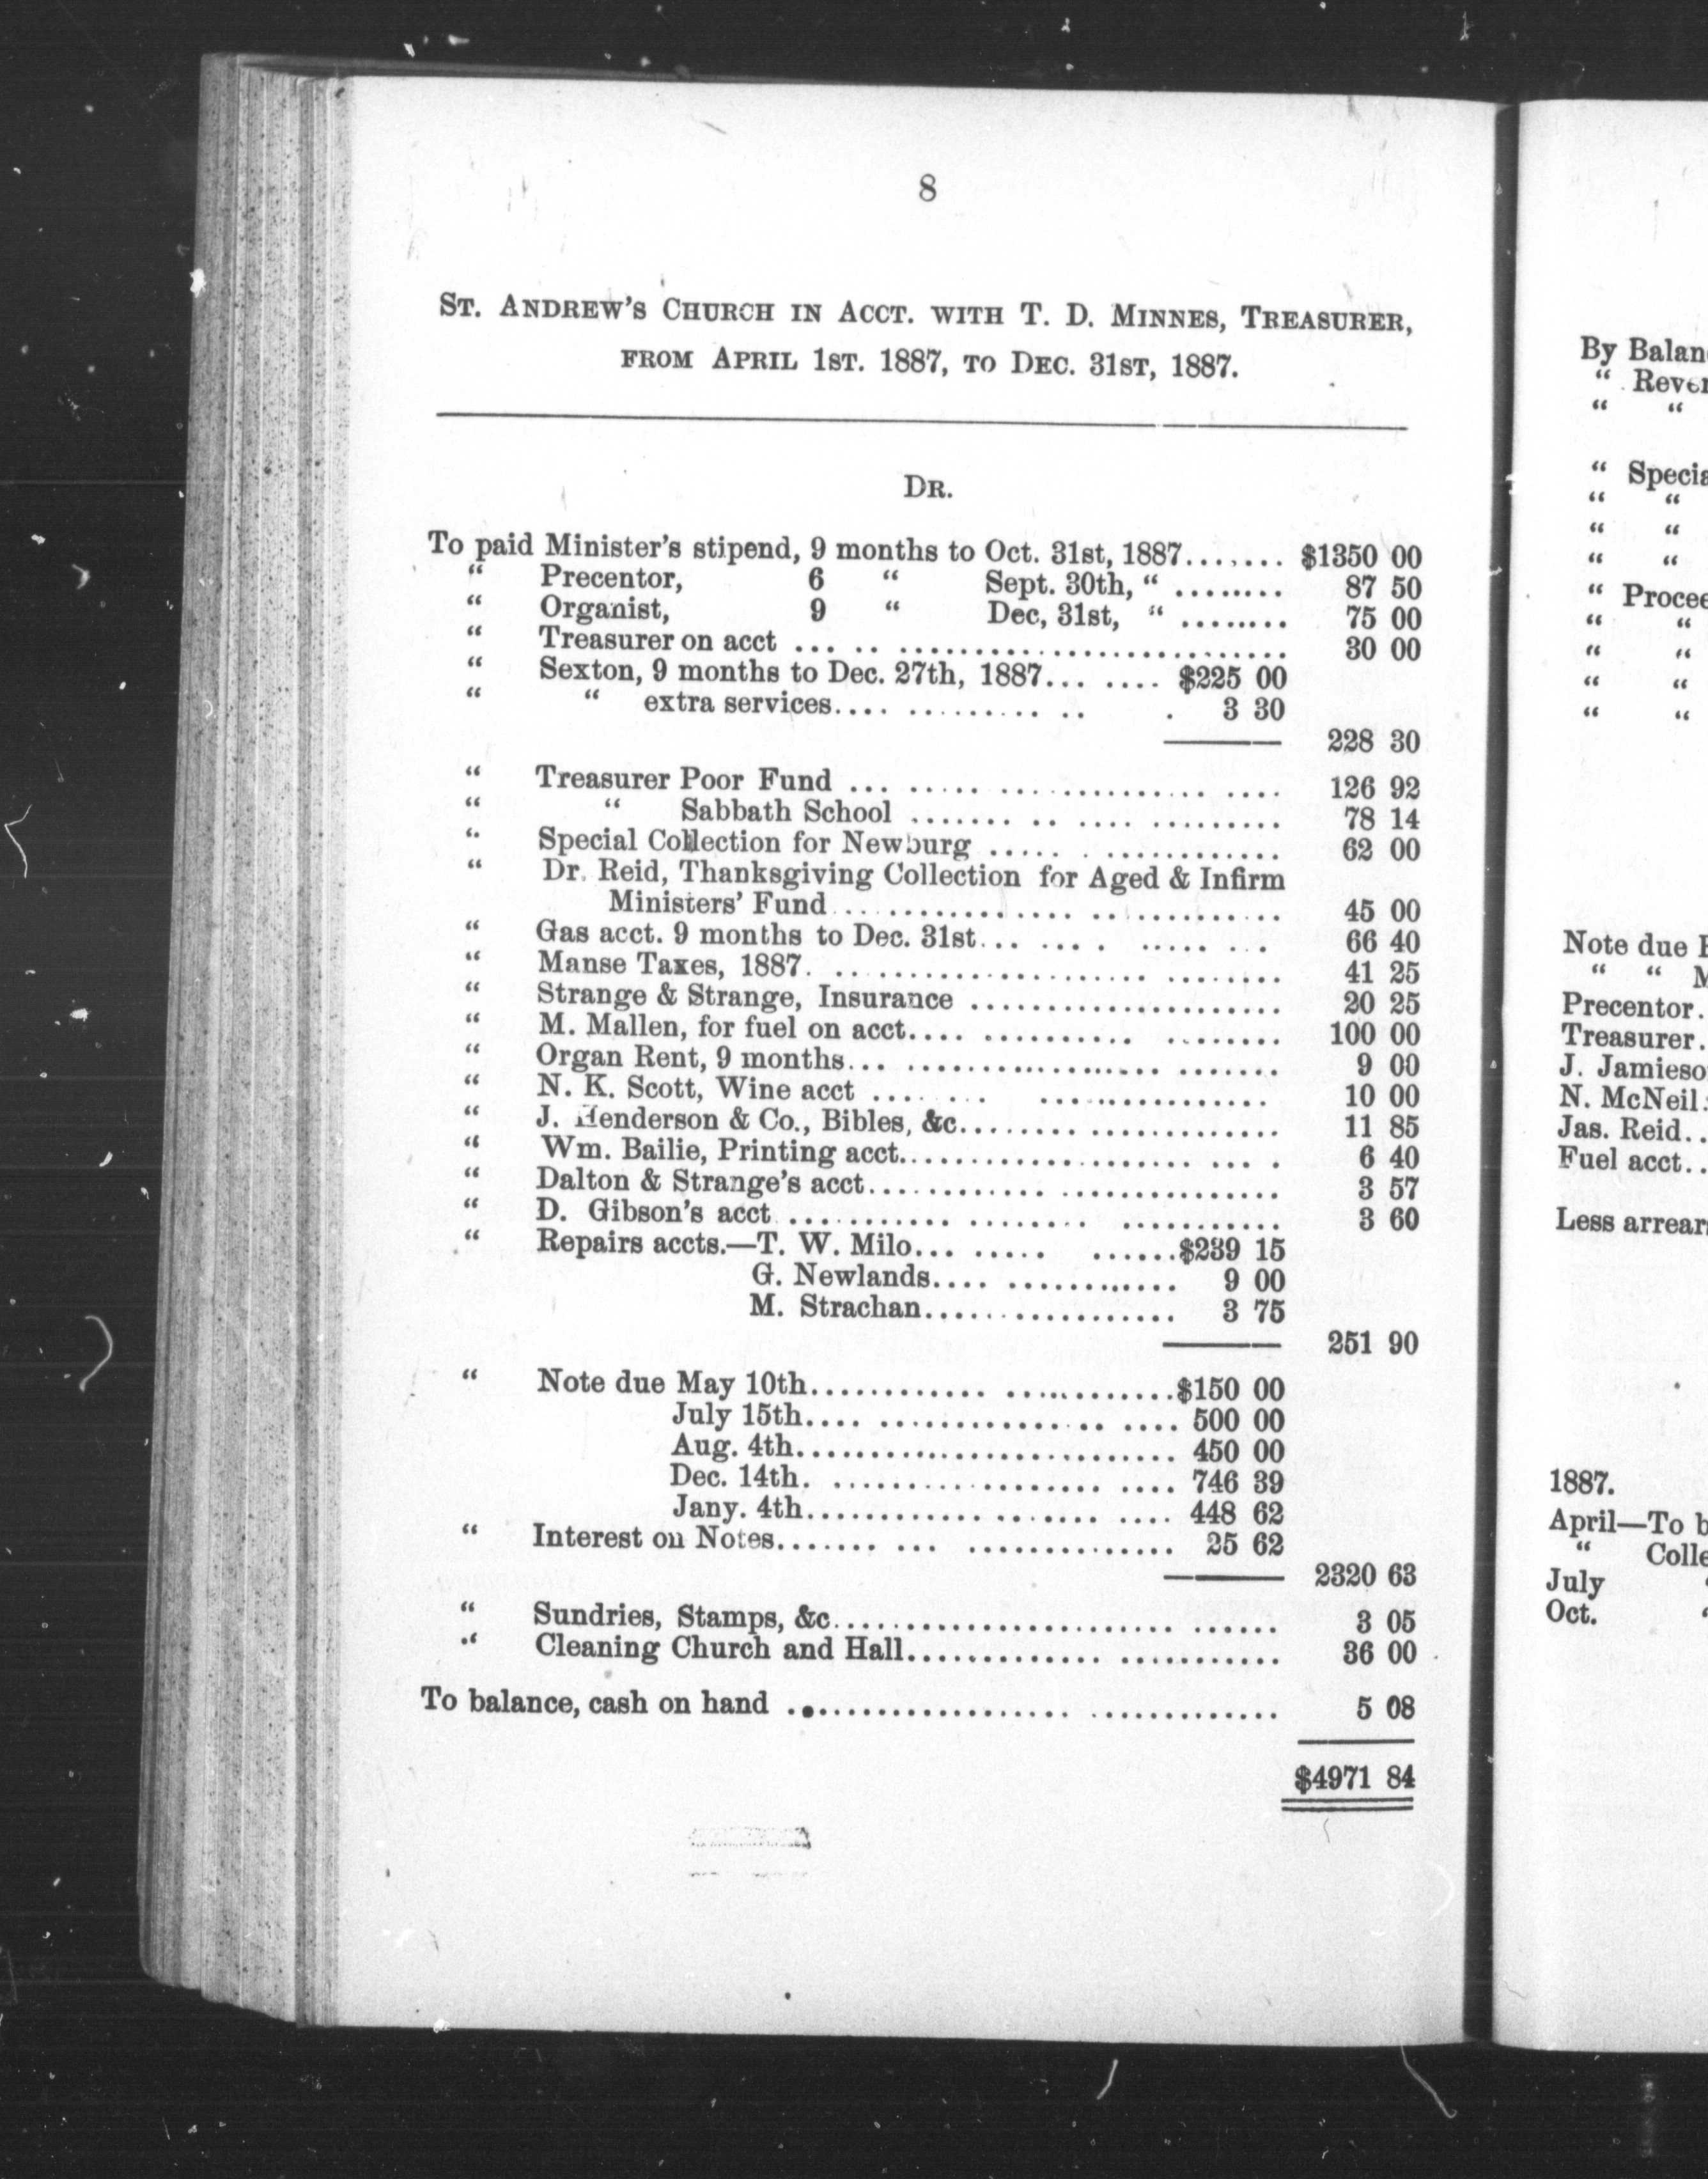 8
ST. ANDREW'S CHURCH IN ACCT. WITH T. D. MINNES, TREASURER,
FROM APRIL 1ST. 1887, TO DEC. 31ST, 1887.
DR.
To paid Minister's stipend, 9 months to Oct. 31st, 1887....... $1350 00
“ Precentor, 6 “ Sept. 30th, “ ........ 87 50
“ Organist, 9 “ Dec, 31st, “ ........ 75 00
“ Treasurer on acct ... .. ............................ 30 00
“ Sexton, 9 months to Dec. 27th, 1887... .... $225 00
“ “ extra services.... ......... .. . 3 30
228 30
“ Treasurer Poor Fund ... ..... ................ .... 126 92
“ “ Sabbath School ....... .. .... ......... 78 14
“ Special Collection for Newburg ..... . ............. 62 00
“ Dr. Reid, Thanksgiving Collection for Aged & Infirm
Ministers' Fund... ............. .. ........... 45 00
“ Gas acct. 9 months to Dec. 31st... .... . ..... ... 66 40
“ Manse Taxes, 1887. .. ................... ........ 41 25
“ Strange & Strange, Insurance ...................... 20 25
“ M. Mallen, for fuel on acct.... .......... ......... 100 00
“ Organ Rent, 9 months... .................... ....... 9 00
“ N. K. Scott, Wine acct .... ... ................ 10 00
“ J. Henderson & Co., Bibles, &c........ ............. 11 85
“ Wm. Bailie, Printing acct........................ ... . 6 40
“ Dalton & Strange's acct............ ............... 3 57
“ D. Gibson's acct ........... ........ ........... 3 60
“ Repairs accts.—T. W. Milo... ..... ......$239 15
G. Newlands.... ............ 9 00
M. Strachan.................. 3 75
251 90
“ Note due May 10th............ ............$150 00
July 15th.... ................ .. .... 500 00
Aug. 4th........................... 450 00
Dec. 14th. ................... .... 746 39
Jany. 4th.............. ....... .... 448 62
“ Interest on Notes....... ... ............... 25 62
2320 63
“ Sundries, Stamps, &c......................... ...... 3 05
“ Cleaning Church and Hall.............. ........... 36 00
To balance, cash on hand .................... ............. 5 08
$4971 84
By
“
“ “
“
“ “
“ “
“ “
“
“ “
“ “
“ “
“ “
Note due
“ “
Precentor.
Treasurer.
J.
N. McNeil
Jas. Reid..
Fuel acct..
Less
1887.
April—To
“
July
Oct.